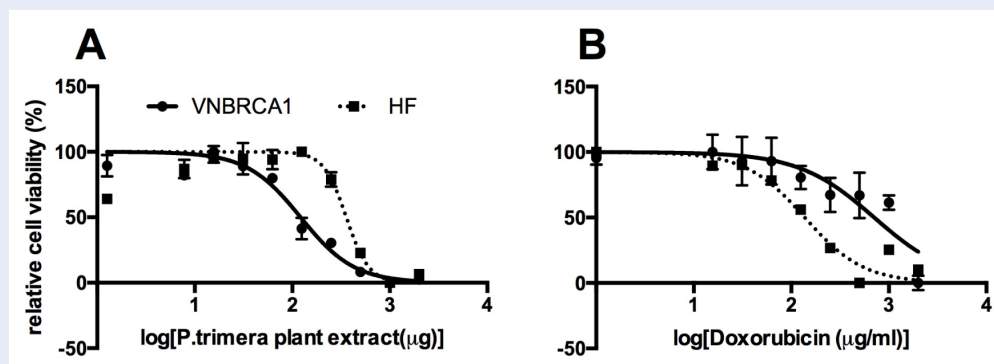 A
B
relative cell viability (%)
150
100
50
0
-50
VNBRCA1
HF
1
2
3
4
log[P.trimera plant extract(μg)]
150
100
50
0
-50
1
2
3
4
log[Doxorubicin (μg/ml)]